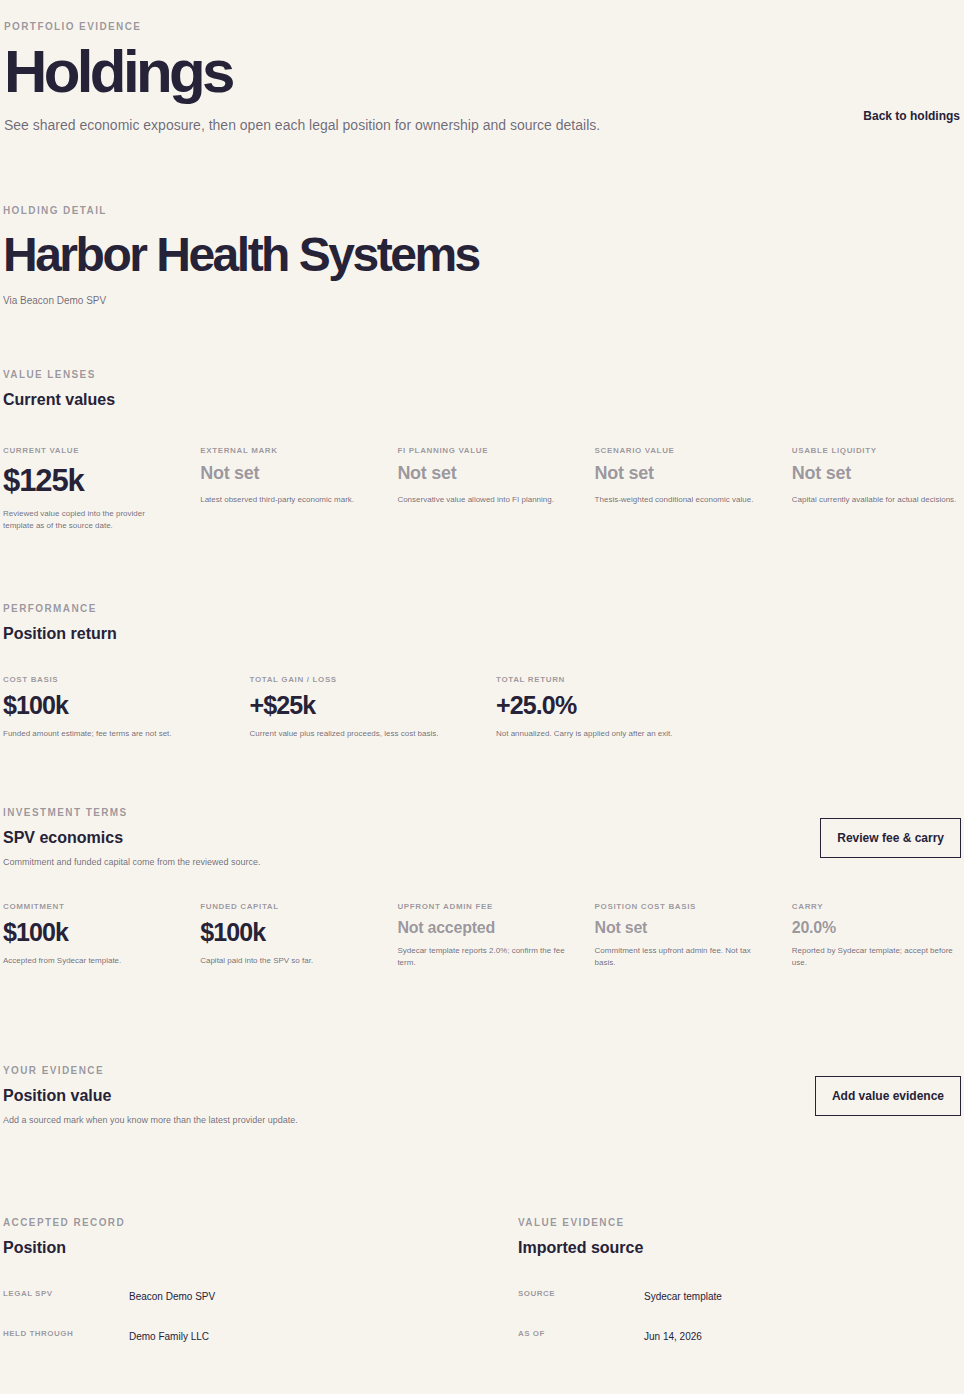 PORTFOLIO EVIDENCE
Holdings
See shared economic exposure, then open each legal position for ownership and source details.
Back to holdings
HOLDING DETAIL
Harbor Health Systems
Via Beacon Demo SPV
VALUE LENSES
Current values
CURRENT VALUE
$125k
Reviewed value copied into the provider
template as of the source date.
EXTERNAL MARK
Not set
Latest observed third-party economic mark.
FI PLANNING VALUE
Not set
Conservative value allowed into FI planning.
SCENARIO VALUE
Not set
Thesis-weighted conditional economic value.
USABLE LIQUIDITY
Not set
Capital currently available for actual decisions.
PERFORMANCE
Position return
COST BASIS
$100k
Funded amount estimate; fee terms are not set.
TOTAL GAIN / LOSS
+$25k
Current value plus realized proceeds, less cost basis.
TOTAL RETURN
+25.0%
Not annualized. Carry is applied only after an exit.
INVESTMENT TERMS
SPV economics
Commitment and funded capital come from the reviewed source.
Review fee & carry
COMMITMENT
$100k
Accepted from Sydecar template.
FUNDED CAPITAL
$100k
Capital paid into the SPV so far.
UPFRONT ADMIN FEE
Not accepted
Sydecar template reports 2.0%; confirm the fee
term.
POSITION COST BASIS
Not set
Commitment less upfront admin fee. Not tax
basis.
CARRY
20.0%
Reported by Sydecar template; accept before
use.
YOUR EVIDENCE
Position value
Add a sourced mark when you know more than the latest provider update.
Add value evidence
ACCEPTED RECORD
Position
LEGAL SPV
Beacon Demo SPV
HELD THROUGH
Demo Family LLC
VALUE EVIDENCE
Imported source
SOURCE
Sydecar template
AS OF
Jun 14, 2026